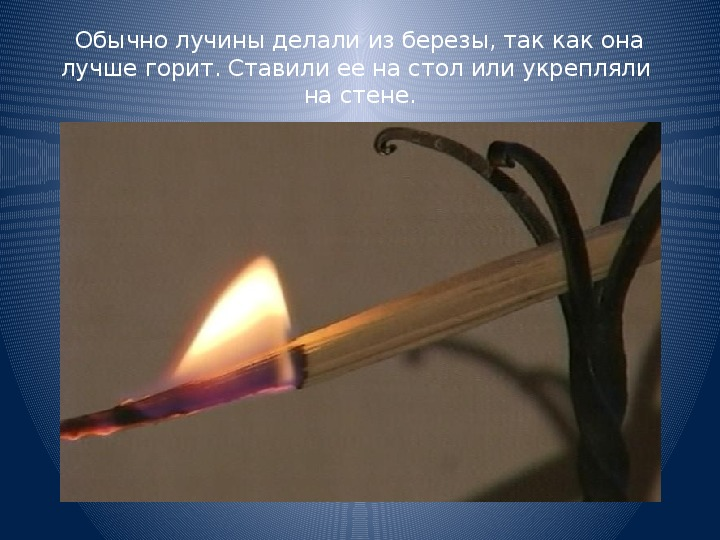 Обычно лучины делали из березы, так как она
лучше горит. Ставили ее на стол или укрепляли
на стене.